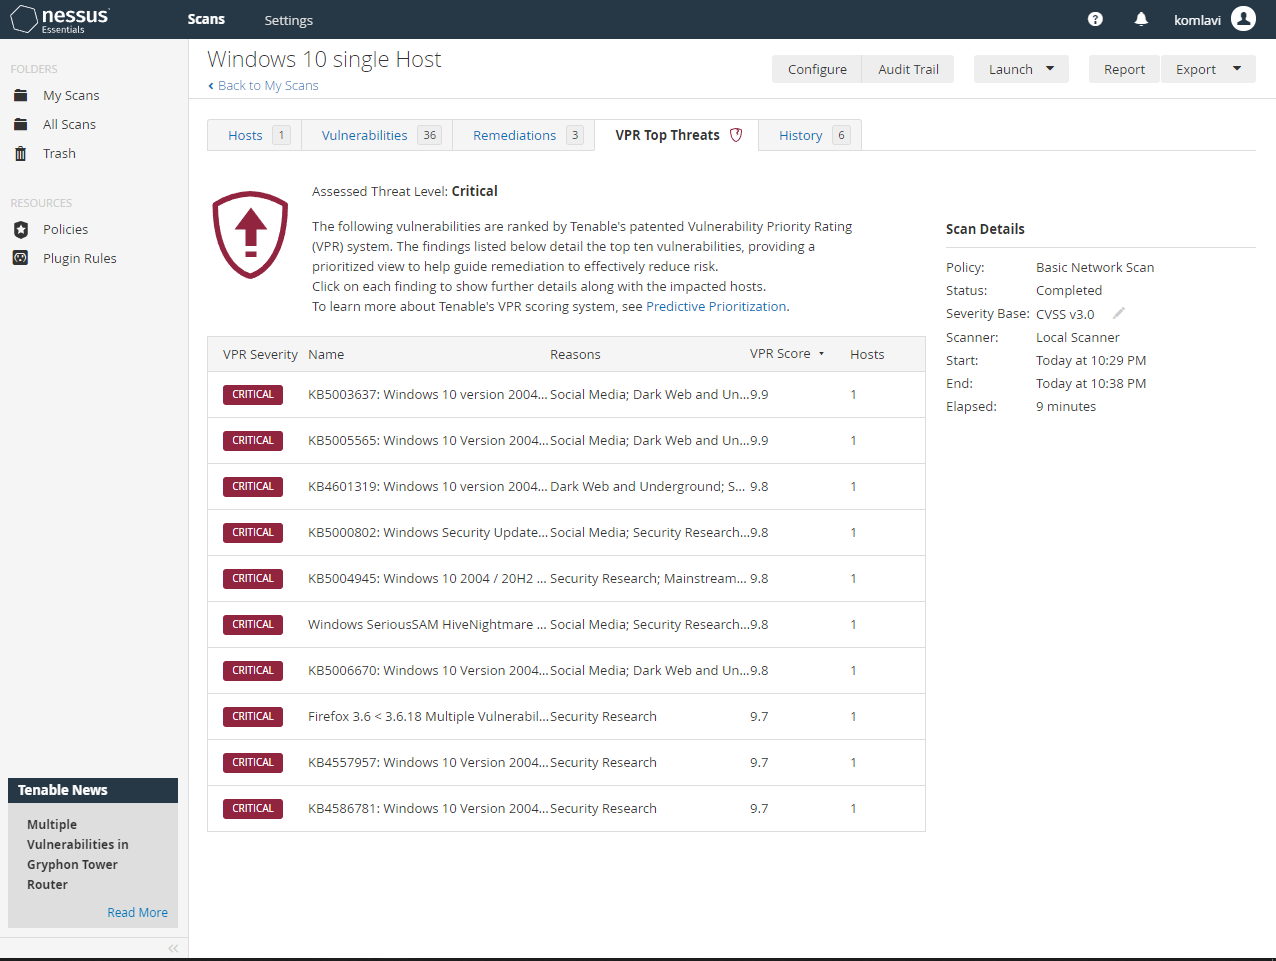 nessus
Essentials
Scans
Settings
komlavi
FOLDERS
My Scans
All Scans
Trash
RESOURCES
Policies
Plugin Rules
Tenable News
Multiple
Vulnerabilities in
Gryphon Tower
Router
Read More
Windows 10 single Host
‹ Back to My Scans
Configure
Audit Trail
Launch
Report
Export
Hosts 1
Vulnerabilities 36
Remediations 3
VPR Top Threats
History 6
Assessed Threat Level: Critical
The following vulnerabilities are ranked by Tenable's patented Vulnerability Priority Rating
(VPR) system. The findings listed below detail the top ten vulnerabilities, providing a
prioritized view to help guide remediation to effectively reduce risk.
Click on each finding to show further details along with the impacted hosts.
To learn more about Tenable's VPR scoring system, see Predictive Prioritization.
VPR Severity Name Reasons VPR Score Hosts
CRITICAL KB5003637: Windows 10 version 2004... Social Media; Dark Web and Un... 9.9 1
CRITICAL KB5005565: Windows 10 Version 2004... Social Media; Dark Web and Un... 9.9 1
CRITICAL KB4601319: Windows 10 version 2004... Dark Web and Underground; S... 9.8 1
CRITICAL KB5000802: Windows Security Update... Social Media; Security Research... 9.8 1
CRITICAL KB5004945: Windows 10 2004 / 20H2 ... Security Research; Mainstream... 9.8 1
CRITICAL Windows SeriousSAM HiveNightmare ... Social Media; Security Research... 9.8 1
CRITICAL KB5006670: Windows 10 Version 2004... Social Media; Dark Web and Un... 9.8 1
CRITICAL Firefox 3.6 < 3.6.18 Multiple Vulnerabil... Security Research 9.7 1
CRITICAL KB4557957: Windows 10 Version 2004... Security Research 9.7 1
CRITICAL KB4586781: Windows 10 Version 2004... Security Research 9.7 1
Scan Details
Policy: Basic Network Scan
Status: Completed
Severity Base: CVSS v3.0
Scanner: Local Scanner
Start: Today at 10:29 PM
End: Today at 10:38 PM
Elapsed: 9 minutes